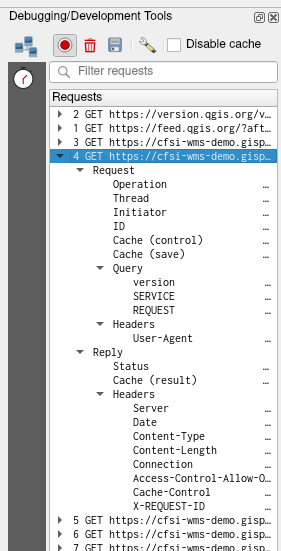 Debugging/Development Tools
Disable cache
Filter requests
Requests
2 GET https://version.qgis.org/v…
1 GET https://feed.qgis.org/?aft…
3 GET https://cfsi-wms-demo.gisp…
4 GET https://cfsi-wms-demo.gisp…
Request
Operation …
Thread …
Initiator …
ID …
Cache (control) …
Cache (save) …
Query
version …
SERVICE …
REQUEST …
Headers
User-Agent …
Reply
Status …
Cache (result) …
Headers
Server …
Date …
Content-Type …
Content-Length …
Connection …
Access-Control-Allow-O…
Cache-Control …
X-REQUEST-ID …
5 GET https://cfsi-wms-demo.gisp…
6 GET https://cfsi-wms-demo.gisp…
7 GET https://cfsi-wms-demo.gisp…